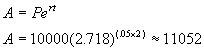 A = Pe^rt
A = 10000(2.718)^(.05×2) ≈ 11052